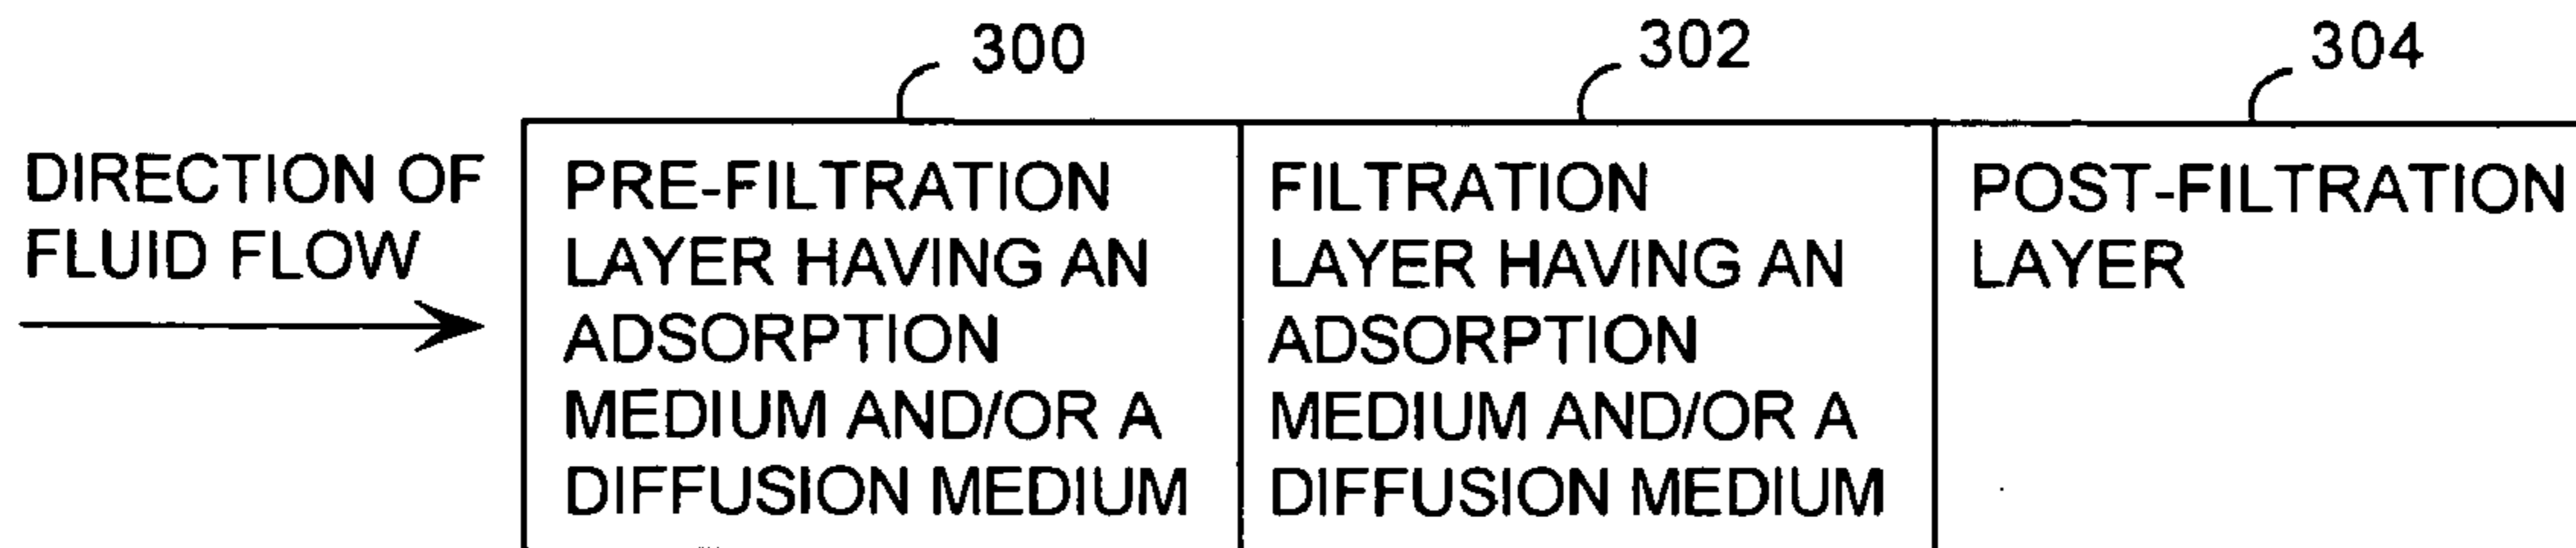 300
302
304
DIRECTION OF
FLUID FLOW
PRE-FILTRATION
LAYER HAVING AN
ADSORPTION
MEDIUM AND/OR A
DIFFUSION MEDIUM
FILTRATION
LAYER HAVING AN
ADSORPTION
MEDIUM AND/OR A
DIFFUSION MEDIUM
POST-FILTRATION
LAYER